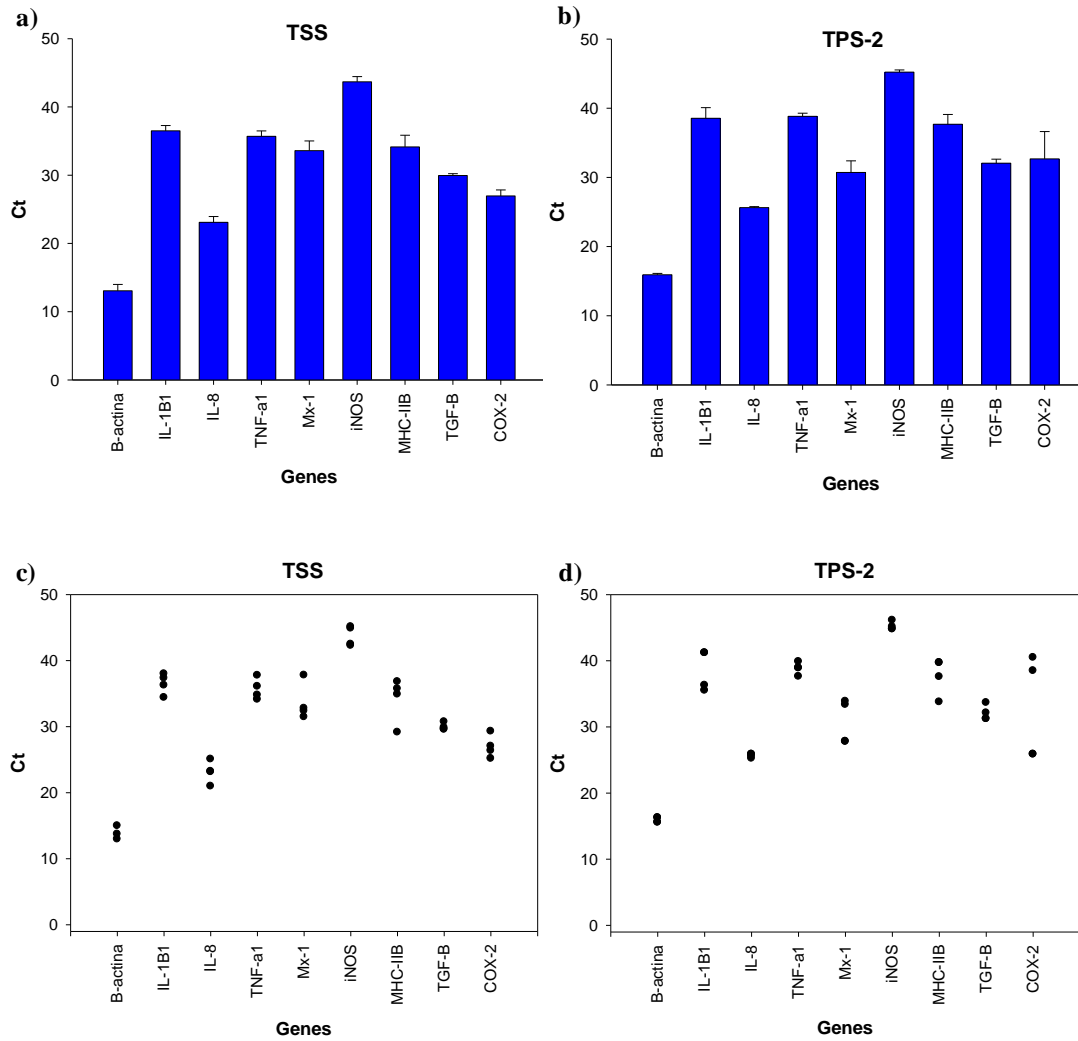 a)
TSS
50
40
30
20
10
0
Ct
B-actina
IL-1B1
IL-8
TNF-a1
Mx-1
iNOS
MHC-IIB
TGF-B
COX-2
Genes
b)
TPS-2
50
40
30
20
10
0
Ct
B-actina
IL-1B1
IL-8
TNF-a1
Mx-1
iNOS
MHC-IIB
TGF-B
COX-2
Genes
c)
TSS
50
40
30
20
10
0
Ct
B-actina
IL-1B1
IL-8
TNF-a1
Mx-1
iNOS
MHC-IIB
TGF-B
COX-2
Genes
d)
TPS-2
50
40
30
20
10
0
Ct
B-actina
IL-1B1
IL-8
TNF-a1
Mx-1
iNOS
MHC-IIB
TGF-B
COX-2
Genes